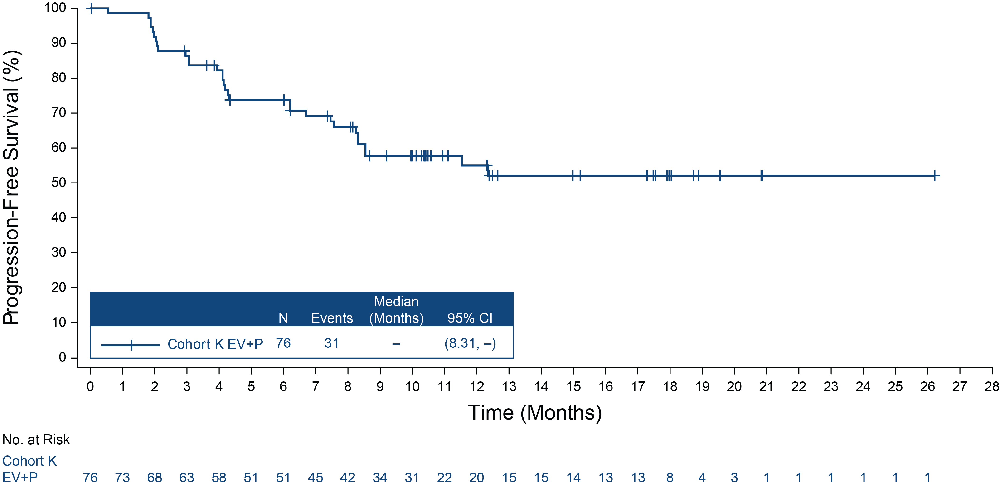 Progression-Free Survival (%)
100
90
80
70
60
50
40
30
20
10
0
N Events Median (Months) 95% CI
Cohort K EV+P 76 31 – (8.31, –)
0 1 2 3 4 5 6 7 8 9 10 11 12 13 14 15 16 17 18 19 20 21 22 23 24 25 26 27 28
Time (Months)
No. at Risk
Cohort K
EV+P 76 73 68 63 58 51 51 45 42 34 31 22 20 15 15 14 13 13 8 4 3 1 1 1 1 1 1